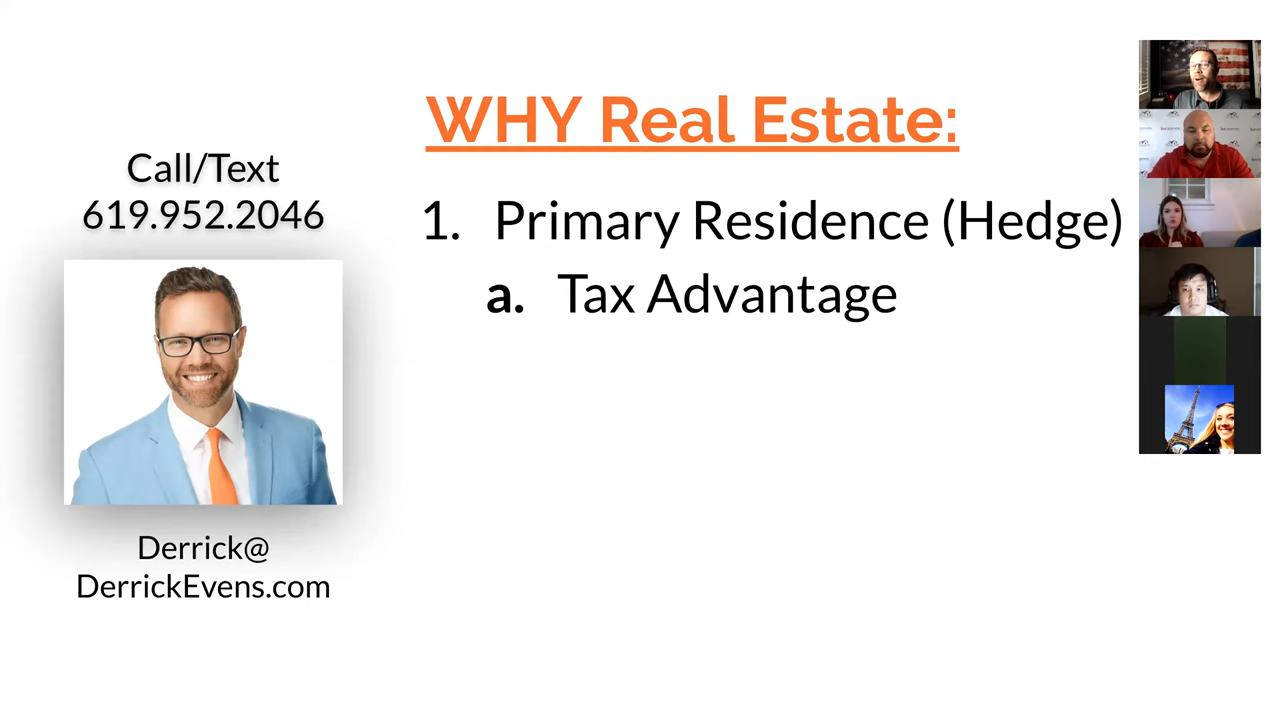 WHY Real Estate:
Call/Text
619.952.2046
1. Primary Residence (Hedge)
a. Tax Advantage
Derrick@
DerrickEvens.com